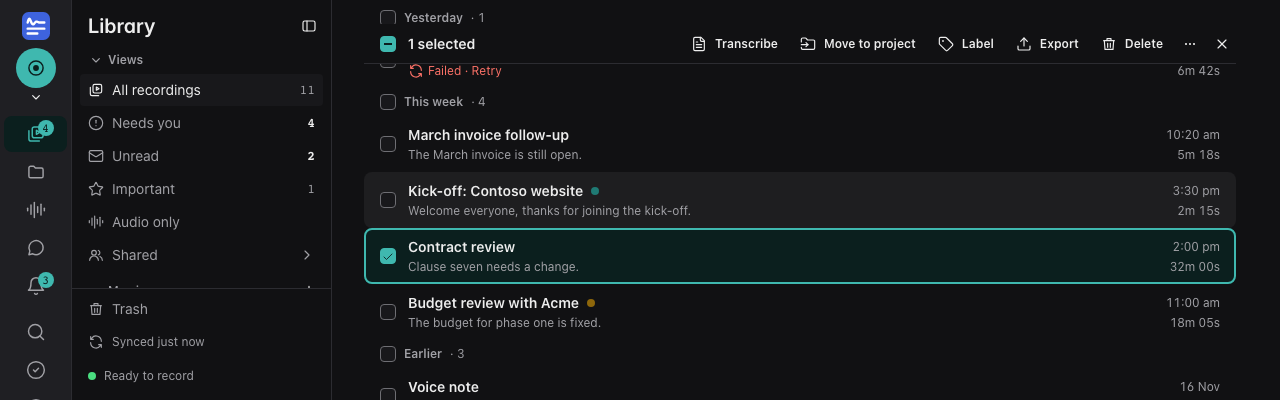 Library
Views
All recordings 11
Needs you 4
Unread 2
Important 1
Audio only
Shared
Trash
Synced just now
Ready to record
4
3
Yesterday · 1
1 selected
Transcribe
Move to project
Label
Export
Delete
Failed · Retry 6m 42s
This week · 4
March invoice follow-up 10:20 am
The March invoice is still open. 5m 18s
Kick-off: Contoso website 3:30 pm
Welcome everyone, thanks for joining the kick-off. 2m 15s
Contract review 2:00 pm
Clause seven needs a change. 32m 00s
Budget review with Acme 11:00 am
The budget for phase one is fixed. 18m 05s
Earlier · 3
Voice note 16 Nov